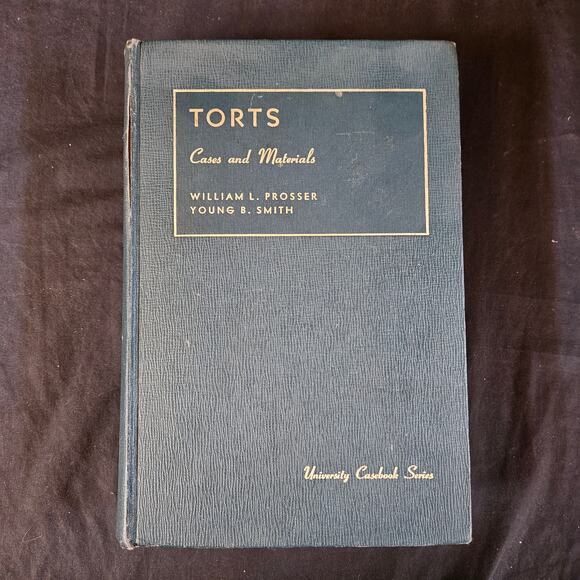 TORTS
Cases and Materials
WILLIAM L. PROSSER
YOUNG B. SMITH
University Casebook Series